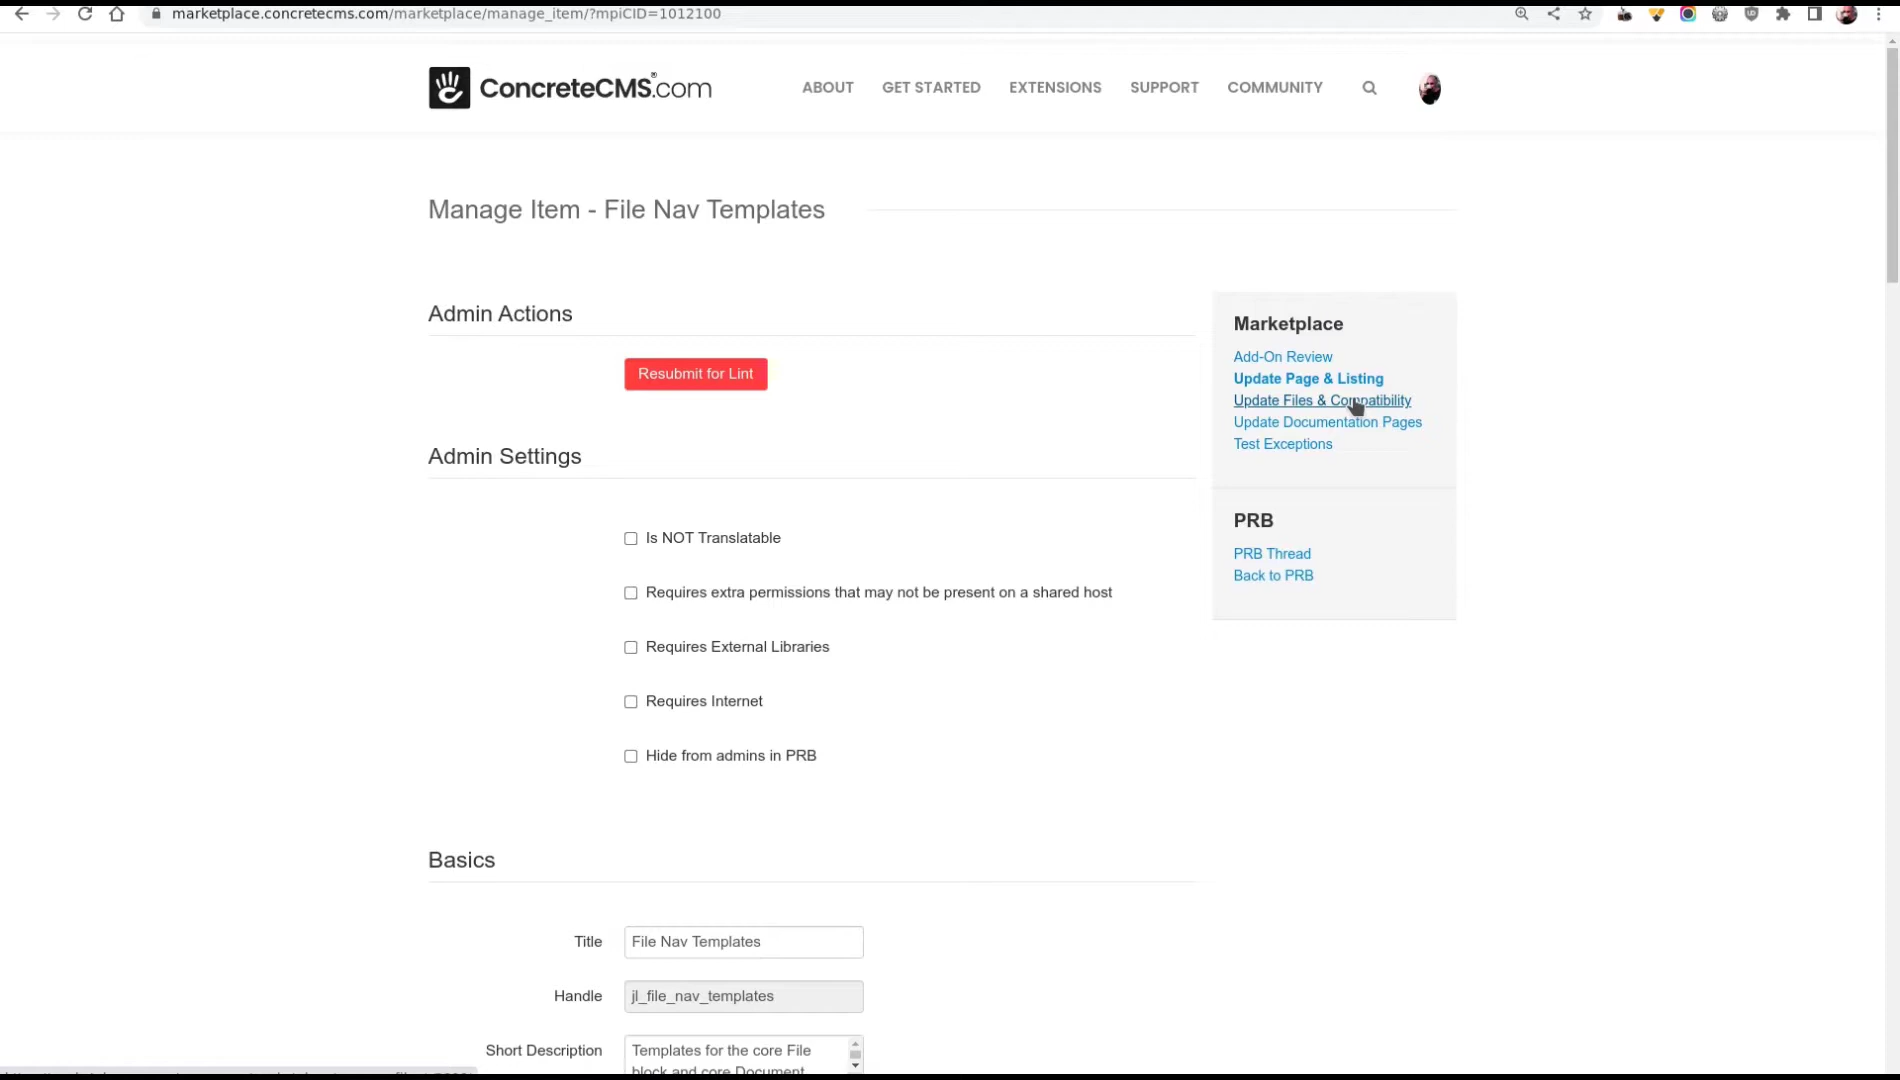 marketplace.concretecms.com/marketplace/manage_item/?mpiCID=1012100
ConcreteCMS.com
ABOUT
GET STARTED
EXTENSIONS
SUPPORT
COMMUNITY
Manage Item - File Nav Templates
Admin Actions
Resubmit for Lint
Admin Settings
Is NOT Translatable
Requires extra permissions that may not be present on a shared host
Requires External Libraries
Requires Internet
Hide from admins in PRB
Marketplace
Add-On Review
Update Page & Listing
Update Files & Compatibility
Update Documentation Pages
Test Exceptions
PRB
PRB Thread
Back to PRB
Basics
Title
File Nav Templates
Handle
jl_file_nav_templates
Short Description
Templates for the core File
block and core Document